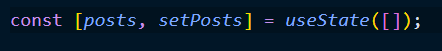 const [posts, setPosts] = useState([]);